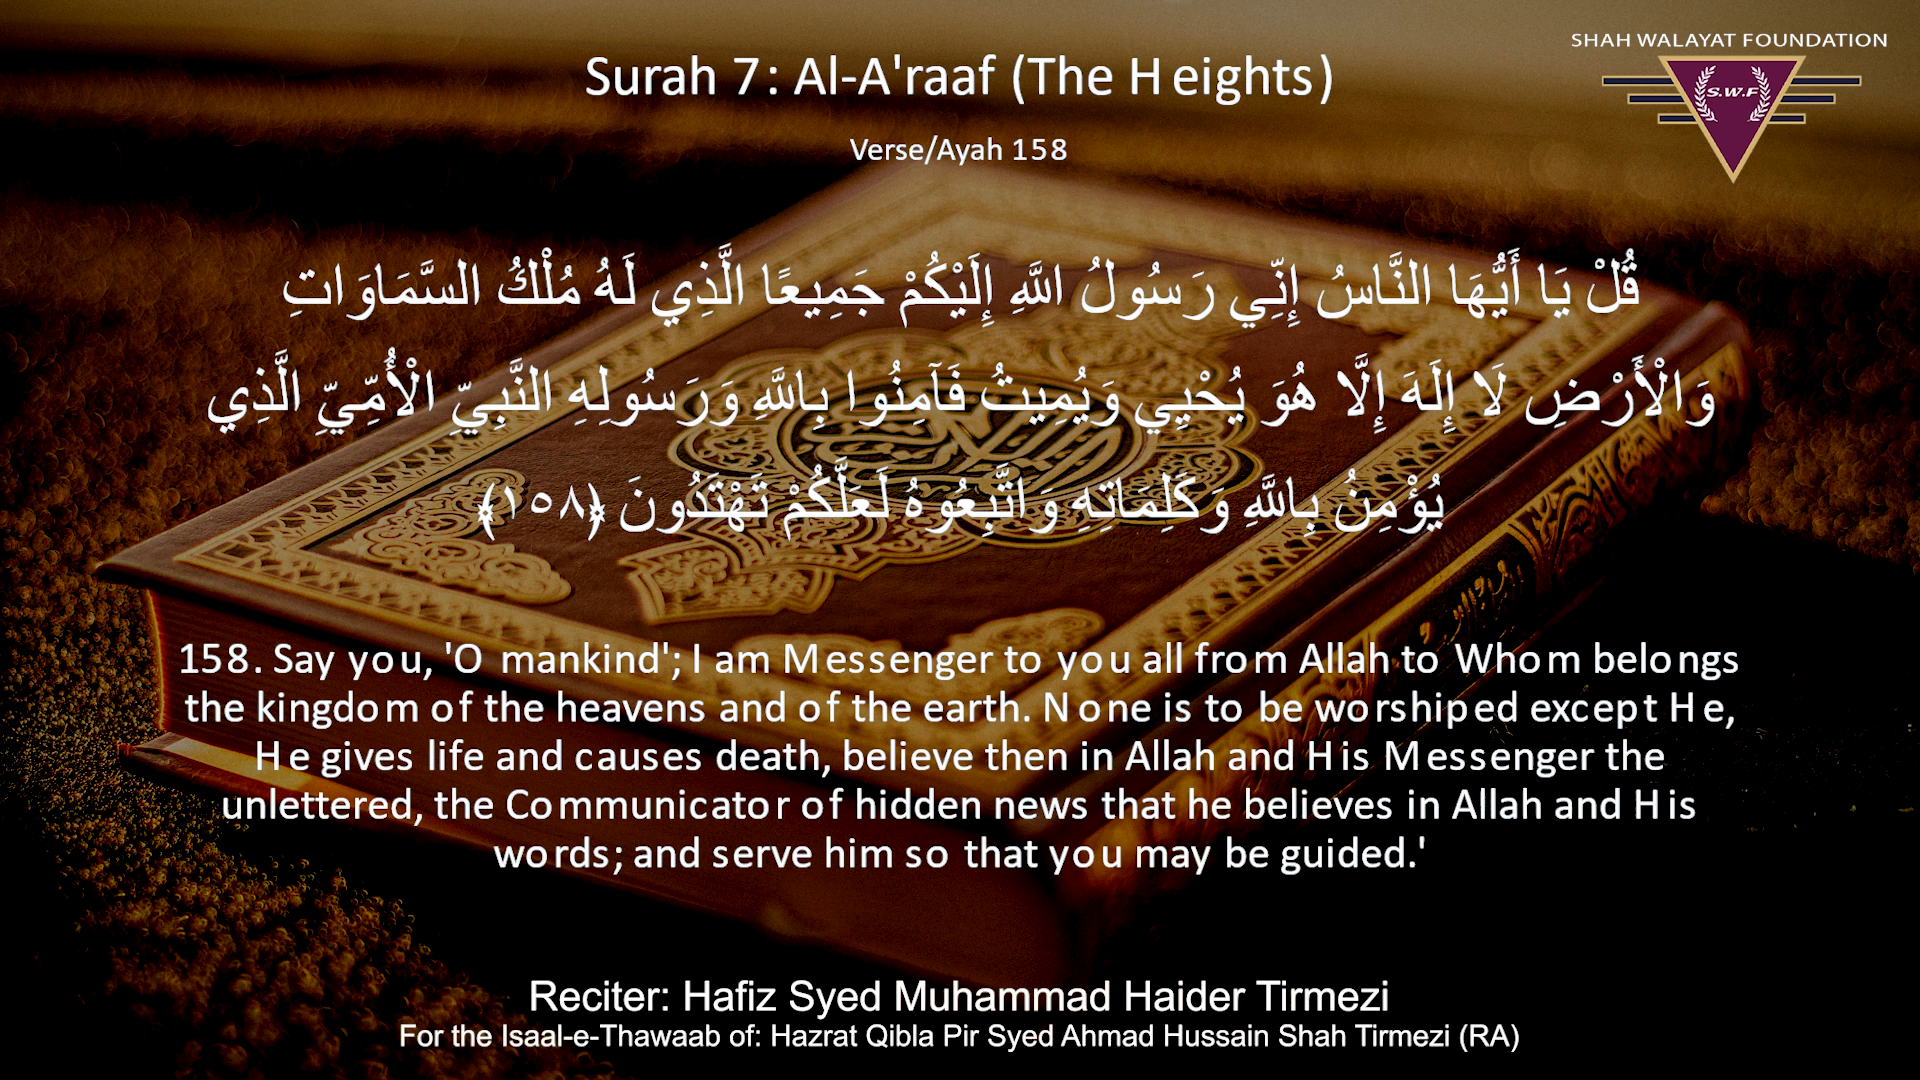 SHAH WALAYAT FOUNDATION
S.W.F
Surah 7: Al-A'raaf (The Heights)
Verse/Ayah 158
قُلْ يَا أَيُّهَا النَّاسُ إِنِّي رَسُولُ اللَّهِ إِلَيْكُمْ جَمِيعًا الَّذِي لَهُ مُلْكُ السَّمَاوَاتِ
وَالْأَرْضِ لَا إِلَهَ إِلَّا هُوَ يُحْيِي وَيُمِيتُ فَآمِنُوا بِاللَّهِ وَرَسُولِهِ النَّبِيِّ الْأُمِّيِّ الَّذِي
يُؤْمِنُ بِاللَّهِ وَكَلِمَاتِهِ وَاتَّبِعُوهُ لَعَلَّكُمْ تَهْتَدُونَ ﴿١٥٨﴾
158. Say you, 'O mankind'; I am Messenger to you all from Allah to Whom belongs
the kingdom of the heavens and of the earth. None is to be worshiped except He,
He gives life and causes death, believe then in Allah and His Messenger the
unlettered, the Communicator of hidden news that he believes in Allah and His
words; and serve him so that you may be guided.'
Reciter: Hafiz Syed Muhammad Haider Tirmezi
For the Isaal-e-Thawaab of: Hazrat Qibla Pir Syed Ahmad Hussain Shah Tirmezi (RA)